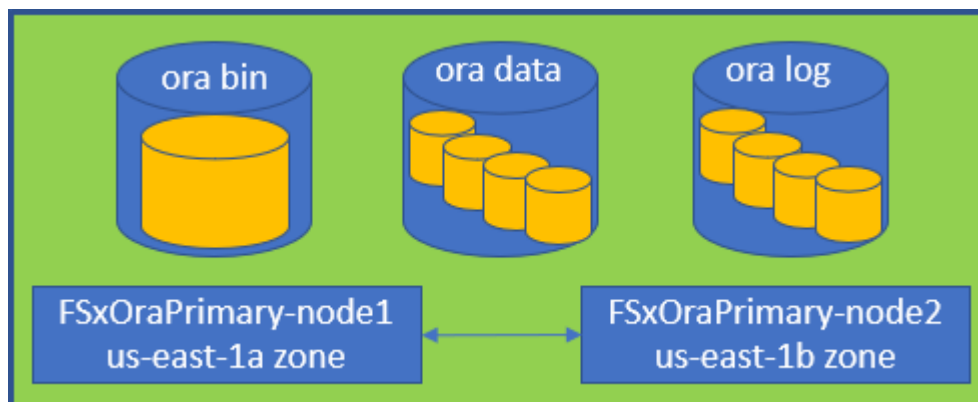 ora bin
ora data
ora log
FSxOraPrimary-node1
us-east-1a zone
FSxOraPrimary-node2
us-east-1b zone